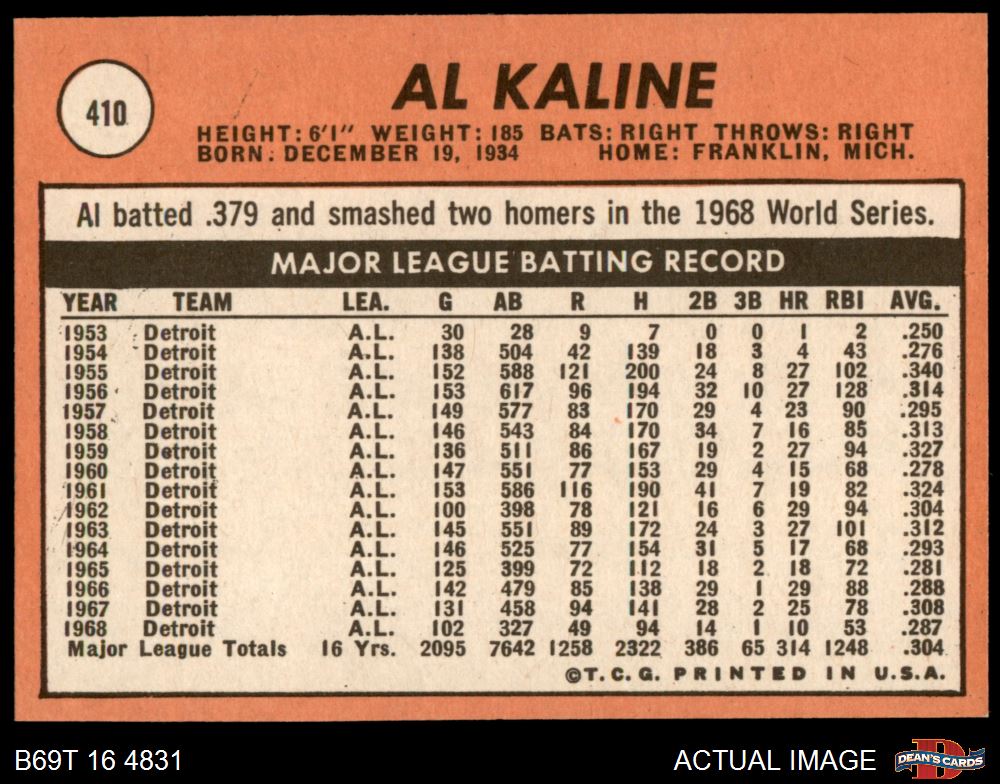 410
AL KALINE
HEIGHT: 6'1" WEIGHT: 185 BATS: RIGHT THROWS: RIGHT
BORN: DECEMBER 19, 1934 HOME: FRANKLIN, MICH.
Al batted .379 and smashed two homers in the 1968 World Series.
MAJOR LEAGUE BATTING RECORD
YEAR TEAM LEA. G AB R H 2B 3B HR RBI AVG.
1953 Detroit A.L. 30 28 9 7 0 0 1 2 .250
1954 Detroit A.L. 138 504 42 139 18 3 4 43 .276
1955 Detroit A.L. 152 588 121 200 24 8 27 102 .340
1956 Detroit A.L. 153 617 96 194 32 10 27 128 .314
1957 Detroit A.L. 149 577 83 170 29 4 23 90 .295
1958 Detroit A.L. 146 543 84 170 34 7 16 85 .313
1959 Detroit A.L. 136 511 86 167 19 2 27 94 .327
1960 Detroit A.L. 147 551 77 153 29 4 15 68 .278
1961 Detroit A.L. 153 586 116 190 41 7 19 82 .324
1962 Detroit A.L. 100 398 78 121 16 6 29 94 .304
1963 Detroit A.L. 145 551 89 172 24 3 27 101 .312
1964 Detroit A.L. 146 525 77 154 31 5 17 68 .293
1965 Detroit A.L. 125 399 72 112 18 2 18 72 .281
1966 Detroit A.L. 142 479 85 138 29 1 29 88 .288
1967 Detroit A.L. 131 458 94 141 28 2 25 78 .308
1968 Detroit A.L. 102 327 49 94 14 1 10 53 .287
Major League Totals 16 Yrs. 2095 7642 1258 2322 386 65 314 1248 .304
©T.C.G. PRINTED IN U.S.A.
B69T 16 4831 ACTUAL IMAGE DEAN'S CARDS